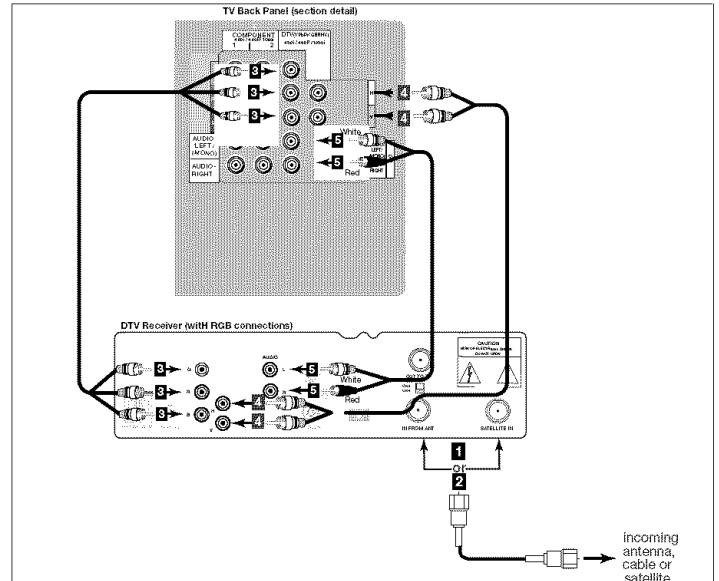 TV Back Panel (section detail)
COMPONENT
1 2
3
3
3
4
4
AUDIO
LEFT/
(MONO)
AUDIO-
RIGHT
White
5
LEFT/
5
RIGHT
Red
DTV Receiver (witH RGB connections)
AUDIO
3
3
3
5
L
White
5
Red
4
4
CAUTION
IN FROM ANT
SATELLITE IN
1
or
2
incoming
antenna,
cable or
satellite